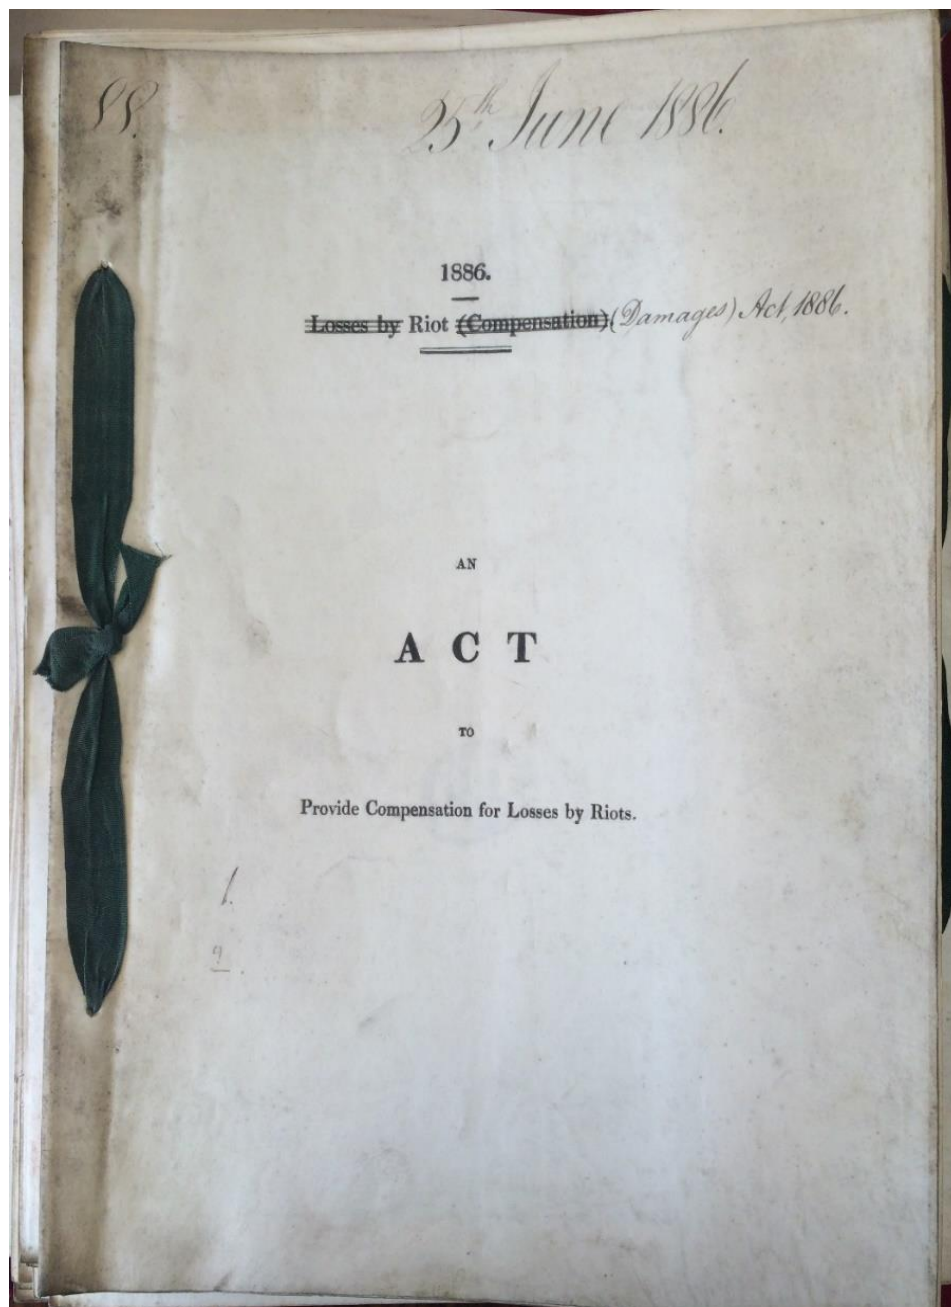 88. 25th June 1886.
1886.
Losses by Riot (Compensation) (Damages) Act, 1886.
AN
ACT
TO
Provide Compensation for Losses by Riots.
1.
9.